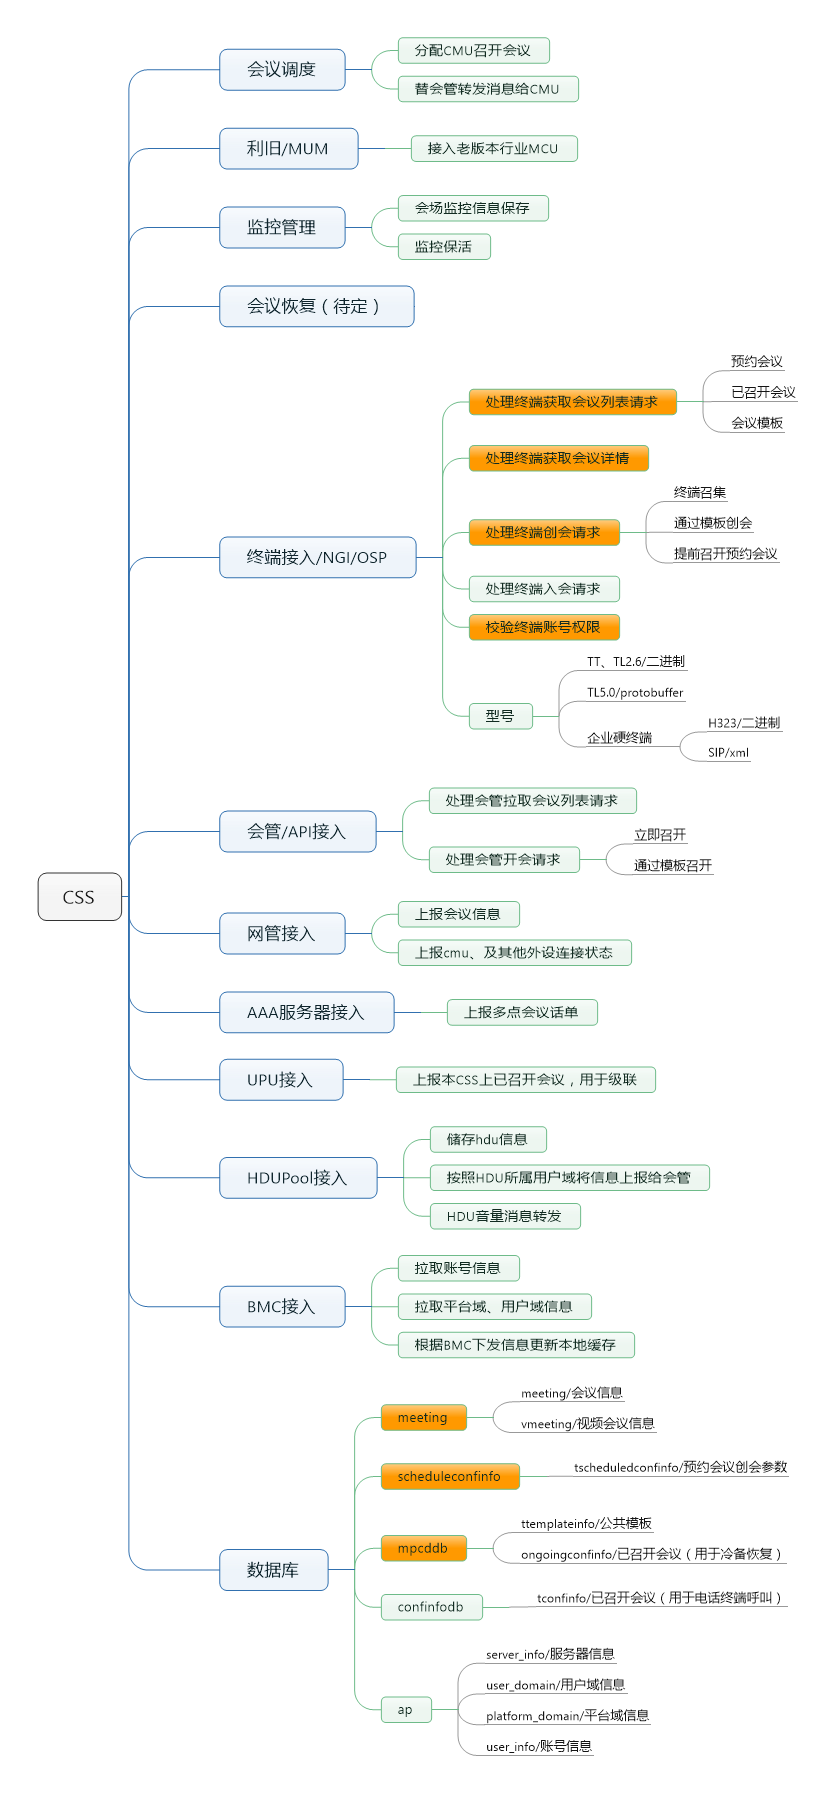 会议调度
分配CMU召开会议
替会管转发消息给CMU
利旧/MUM
接入老版本行业MCU
监控管理
会场监控信息保存
监控保活
会议恢复（待定）
终端接入/NGI/OSP
处理终端获取会议列表请求
预约会议
已召开会议
会议模板
处理终端获取会议详情
处理终端创会请求
终端召集
通过模板创会
提前召开预约会议
处理终端入会请求
校验终端账号权限
型号
TT、TL2.6/二进制
TL5.0/protobuffer
企业硬终端
H323/二进制
SIP/xml
CSS
会管/API接入
处理会管拉取会议列表请求
处理会管开会请求
立即召开
通过模板召开
网管接入
上报会议信息
上报cmu、及其他外设连接状态
AAA服务器接入
上报多点会议话单
UPU接入
上报本CSS上已召开会议，用于级联
HDUPool接入
储存hdu信息
按照HDU所属用户域将信息上报给会管
HDU音量消息转发
BMC接入
拉取账号信息
拉取平台域、用户域信息
根据BMC下发信息更新本地缓存
数据库
meeting
meeting/会议信息
vmeeting/视频会议信息
scheduleconfinfo
tscheduledconfinfo/预约会议创会参数
mpcddb
ttemplateinfo/公共模板
ongoingconfinfo/已召开会议（用于冷备恢复）
confinfodb
tconfinfo/已召开会议（用于电话终端呼叫）
ap
server_info/服务器信息
user_domain/用户域信息
platform_domain/平台域信息
user_info/账号信息